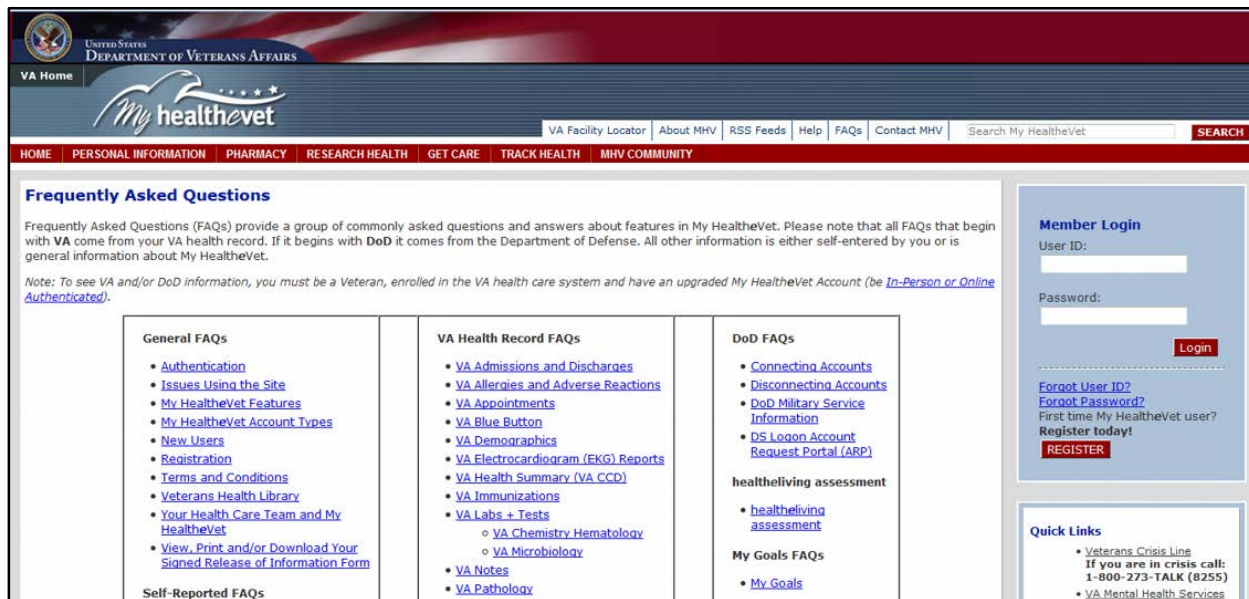 UNITED STATES
DEPARTMENT OF VETERANS AFFAIRS
VA Home
My healthevet
VA Facility Locator
About MHV
RSS Feeds
Help
FAQs
Contact MHV
Search My HealtheVet
SEARCH
HOME
PERSONAL INFORMATION
PHARMACY
RESEARCH HEALTH
GET CARE
TRACK HEALTH
MHV COMMUNITY
Frequently Asked Questions
Frequently Asked Questions (FAQs) provide a group of commonly asked questions and answers about features in My HealtheVet. Please note that all FAQs that begin
with VA come from your VA health record. If it begins with DoD it comes from the Department of Defense. All other information is either self-entered by you or is
general information about My HealtheVet.
Note: To see VA and/or DoD information, you must be a Veteran, enrolled in the VA health care system and have an upgraded My HealtheVet Account (be In-Person or Online
Authenticated).
General FAQs
• Authentication
• Issues Using the Site
• My HealtheVet Features
• My HealtheVet Account Types
• New Users
• Registration
• Terms and Conditions
• Veterans Health Library
• Your Health Care Team and My
HealtheVet
• View, Print and/or Download Your
Signed Release of Information Form
Self-Reported FAQs
VA Health Record FAQs
• VA Admissions and Discharges
• VA Allergies and Adverse Reactions
• VA Appointments
• VA Blue Button
• VA Demographics
• VA Electrocardiogram (EKG) Reports
• VA Health Summary (VA CCD)
• VA Immunizations
• VA Labs + Tests
o VA Chemistry Hematology
o VA Microbiology
• VA Notes
• VA Pathology
DoD FAQs
• Connecting Accounts
• Disconnecting Accounts
• DoD Military Service
Information
• DS Logon Account
Request Portal (ARP)
healtheliving assessment
• healtheliving
assessment
My Goals FAQs
• My Goals
Member Login
User ID:
Password:
Login
Forgot User ID?
Forgot Password?
First time My HealtheVet user?
Register today!
REGISTER
Quick Links
• Veterans Crisis Line
If you are in crisis call:
1-800-273-TALK (8255)
• VA Mental Health Services